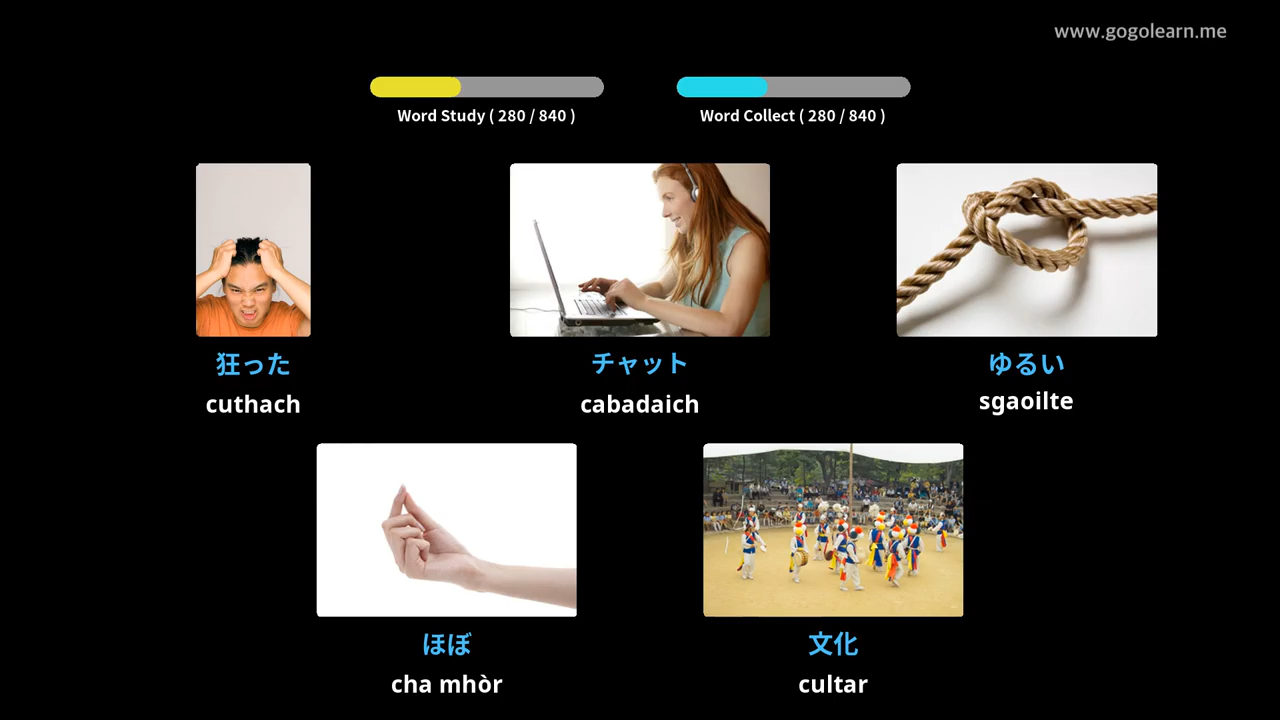 www.gogolearn.me
Word Study ( 280 / 840 )
Word Collect ( 280 / 840 )
狂った
cuthach
チャット
cabadaich
ゆるい
sgaoilte
ほぼ
cha mhòr
文化
cultar